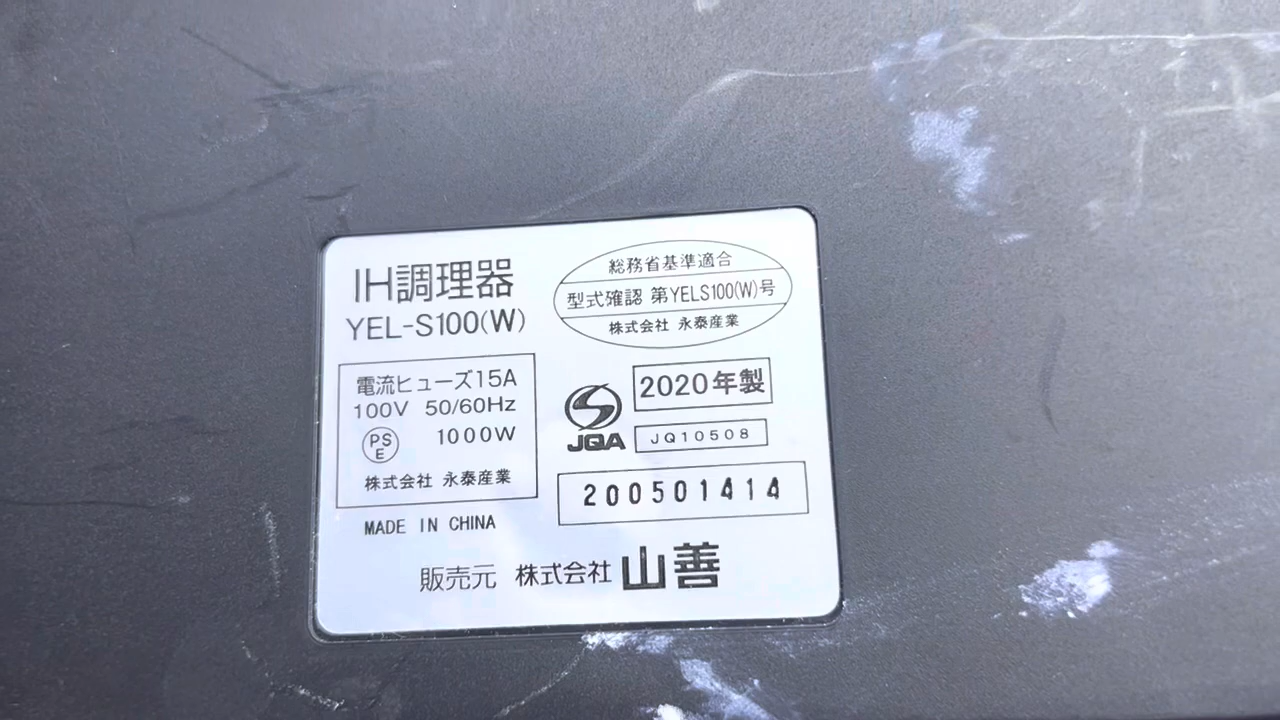 IH調理器
YEL-S100(W)
総務省基準適合
型式確認 第YELS100(W)号
株式会社 永泰産業
電流ヒューズ15A
100V 50/60Hz
PS
E
1000W
株式会社 永泰産業
MADE IN CHINA
JQA
2020年製
JQ10508
200501414
販売元 株式会社 山善